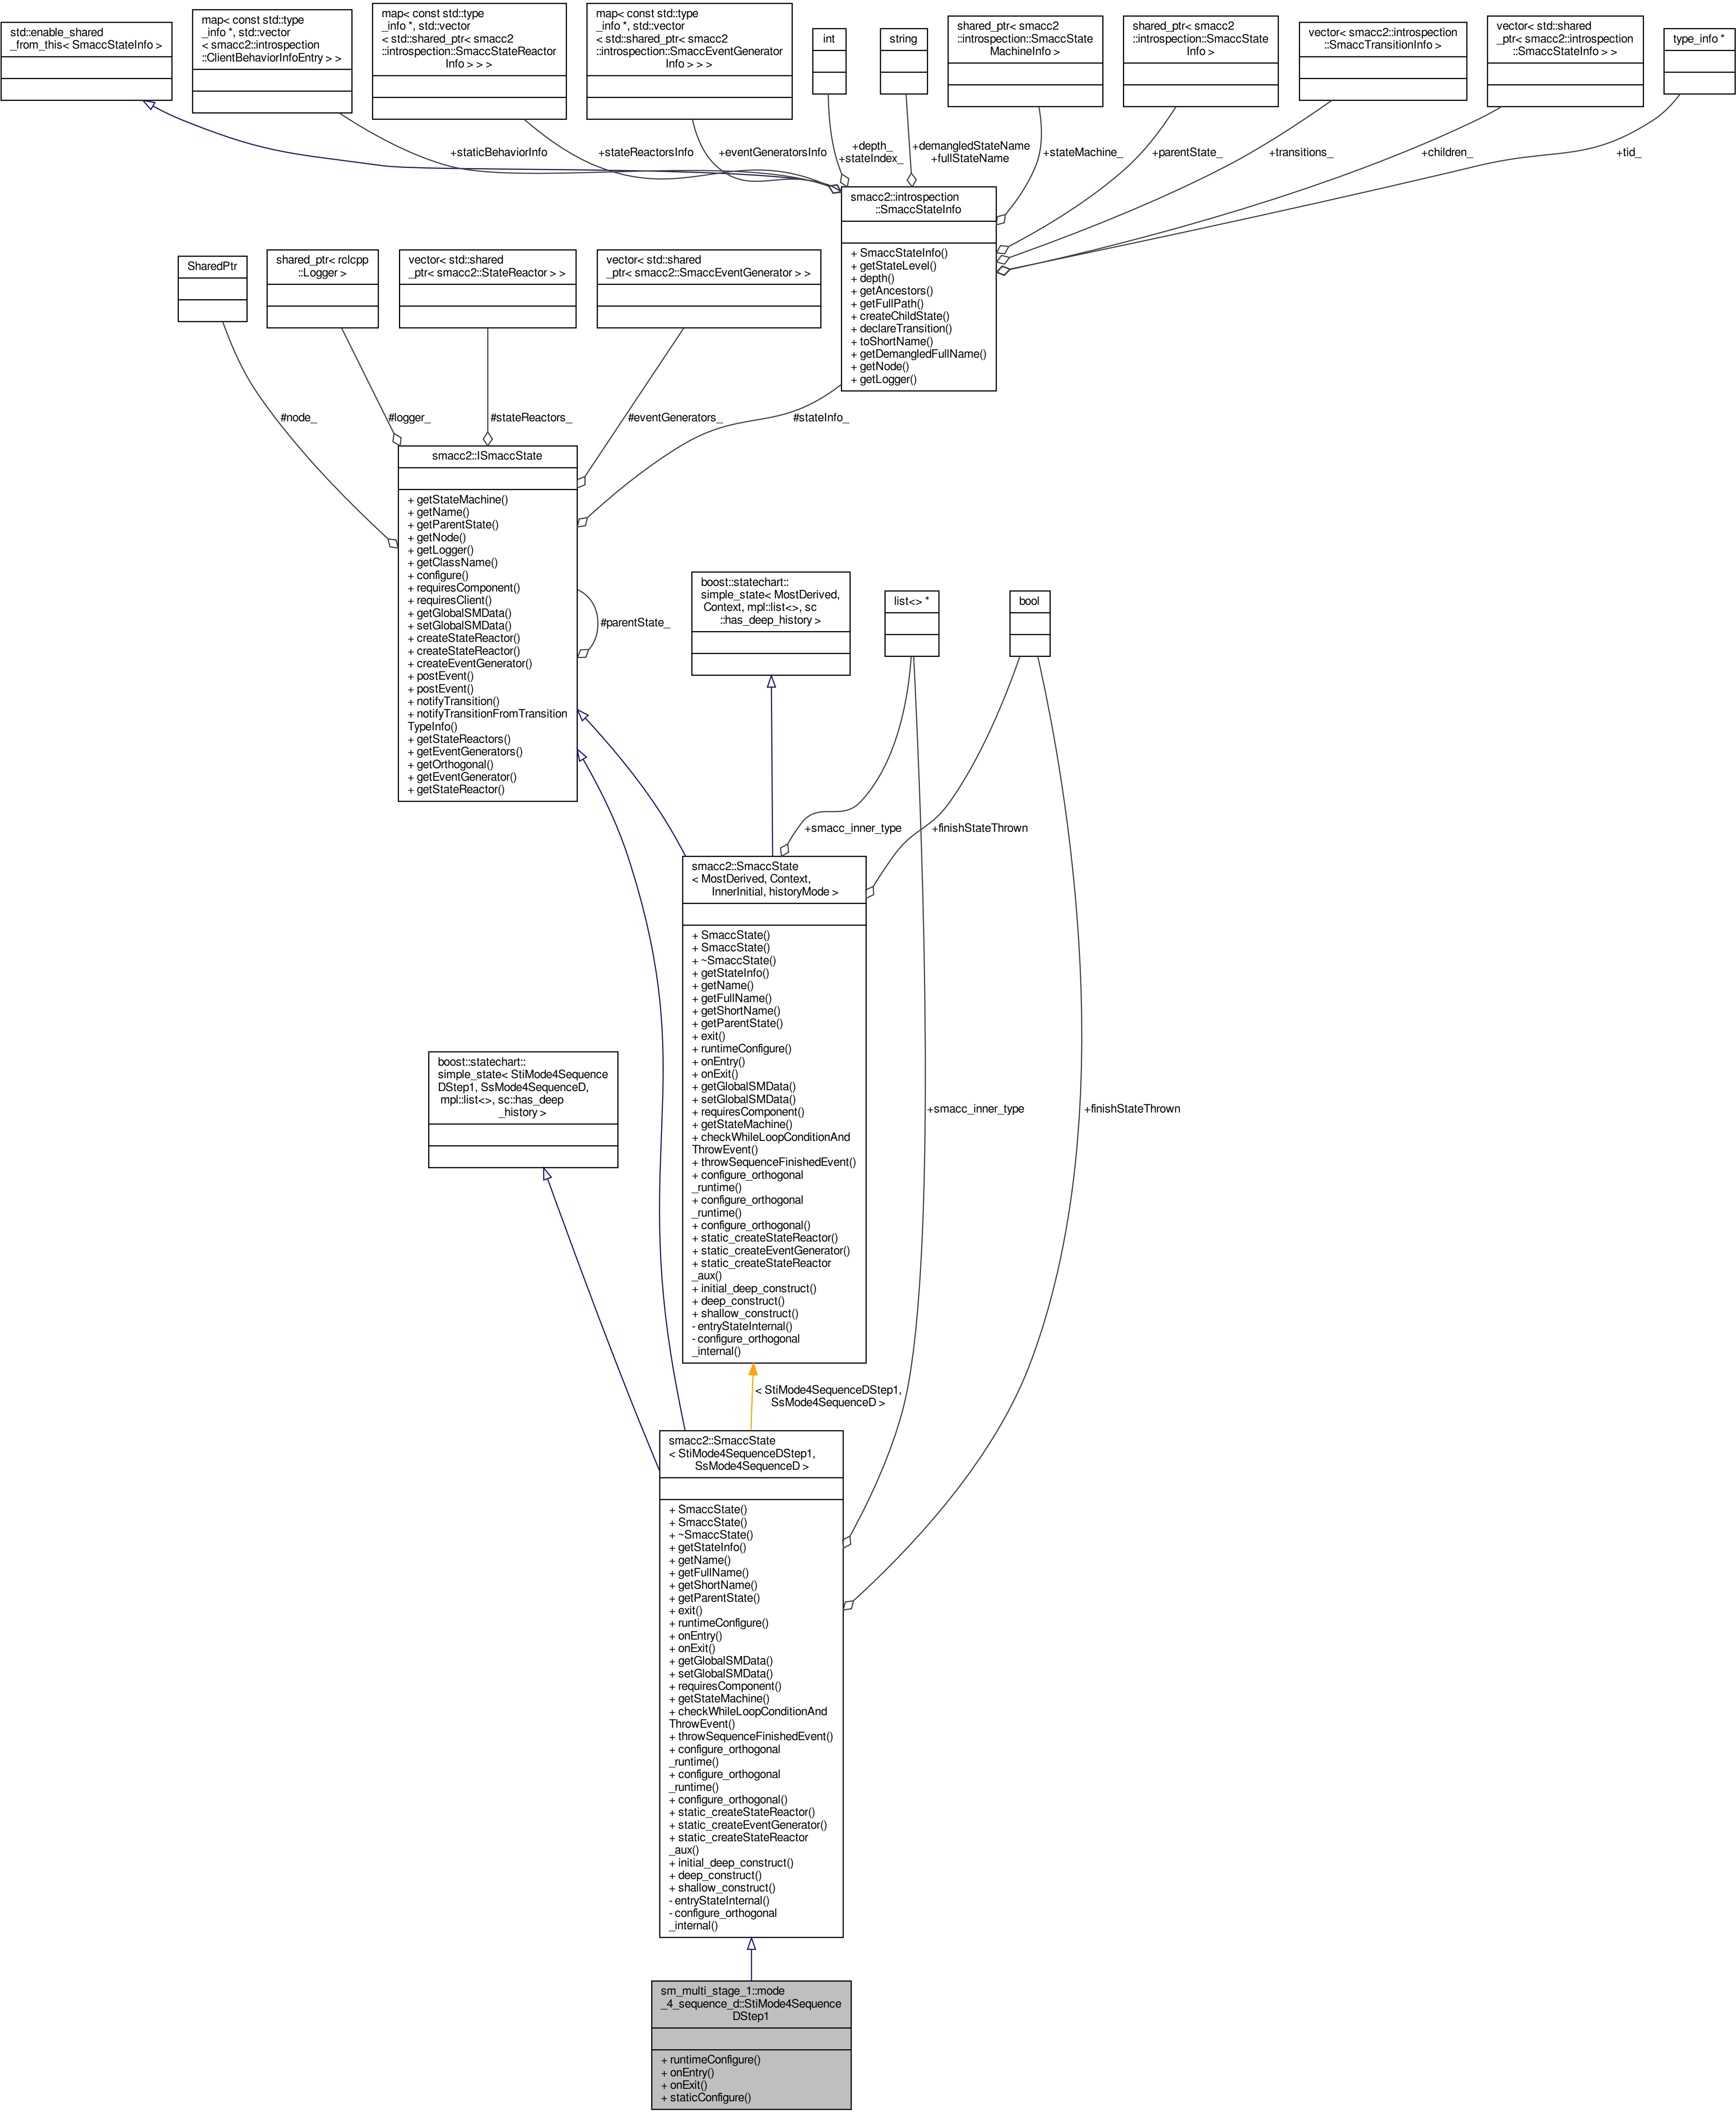 std::enable_shared
_from_this< SmaccStateInfo >
map< const std::type
_info *, std::vector
< smacc2::introspection
::ClientBehaviorInfoEntry > >
map< const std::type
_info *, std::vector
< std::shared_ptr< smacc2
::introspection::SmaccStateReactor
Info > > >
map< const std::type
_info *, std::vector
< std::shared_ptr< smacc2
::introspection::SmaccEventGenerator
Info > > >
int
string
shared_ptr< smacc2
::introspection::SmaccState
MachineInfo >
shared_ptr< smacc2
::introspection::SmaccState
Info >
vector< smacc2::introspection
::SmaccTransitionInfo >
vector< std::shared
_ptr< smacc2::introspection
::SmaccStateInfo > >
type_info *
+staticBehaviorInfo
+stateReactorsInfo
+eventGeneratorsInfo
+depth_
+stateIndex_
+demangledStateName
+fullStateName
+stateMachine_
+parentState_
+transitions_
+children_
+tid_
smacc2::introspection
::SmaccStateInfo
+ SmaccStateInfo()
+ getStateLevel()
+ depth()
+ getAncestors()
+ getFullPath()
+ createChildState()
+ declareTransition()
+ toShortName()
+ getDemangledFullName()
+ getNode()
+ getLogger()
SharedPtr
shared_ptr< rclcpp
::Logger >
vector< std::shared
_ptr< smacc2::StateReactor > >
vector< std::shared
_ptr< smacc2::SmaccEventGenerator > >
#node_
#logger_
#stateReactors_
#eventGenerators_
#stateInfo_
smacc2::ISmaccState
+ getStateMachine()
+ getName()
+ getParentState()
+ getNode()
+ getLogger()
+ getClassName()
+ configure()
+ requiresComponent()
+ requiresClient()
+ getGlobalSMData()
+ setGlobalSMData()
+ createStateReactor()
+ createStateReactor()
+ createEventGenerator()
+ postEvent()
+ postEvent()
+ notifyTransition()
+ notifyTransitionFromTransition
TypeInfo()
+ getStateReactors()
+ getEventGenerators()
+ getOrthogonal()
+ getEventGenerator()
+ getStateReactor()
#parentState_
boost::statechart::
simple_state< MostDerived,
Context, mpl::list<>, sc
::has_deep_history >
list<> *
bool
+smacc_inner_type
+finishStateThrown
smacc2::SmaccState
< MostDerived, Context,
InnerInitial, historyMode >
+ SmaccState()
+ SmaccState()
+ ~SmaccState()
+ getStateInfo()
+ getName()
+ getFullName()
+ getShortName()
+ getParentState()
+ exit()
+ runtimeConfigure()
+ onEntry()
+ onExit()
+ getGlobalSMData()
+ setGlobalSMData()
+ requiresComponent()
+ getStateMachine()
+ checkWhileLoopConditionAnd
ThrowEvent()
+ throwSequenceFinishedEvent()
+ configure_orthogonal
_runtime()
+ configure_orthogonal
_runtime()
+ configure_orthogonal()
+ static_createStateReactor()
+ static_createEventGenerator()
+ static_createStateReactor
_aux()
+ initial_deep_construct()
+ deep_construct()
+ shallow_construct()
- entryStateInternal()
- configure_orthogonal
_internal()
boost::statechart::
simple_state< StiMode4Sequence
DStep1, SsMode4SequenceD,
mpl::list<>, sc::has_deep
_history >
+smacc_inner_type
+finishStateThrown
< StiMode4SequenceDStep1,
SsMode4SequenceD >
smacc2::SmaccState
< StiMode4SequenceDStep1,
SsMode4SequenceD >
+ SmaccState()
+ SmaccState()
+ ~SmaccState()
+ getStateInfo()
+ getName()
+ getFullName()
+ getShortName()
+ getParentState()
+ exit()
+ runtimeConfigure()
+ onEntry()
+ onExit()
+ getGlobalSMData()
+ setGlobalSMData()
+ requiresComponent()
+ getStateMachine()
+ checkWhileLoopConditionAnd
ThrowEvent()
+ throwSequenceFinishedEvent()
+ configure_orthogonal
_runtime()
+ configure_orthogonal
_runtime()
+ configure_orthogonal()
+ static_createStateReactor()
+ static_createEventGenerator()
+ static_createStateReactor
_aux()
+ initial_deep_construct()
+ deep_construct()
+ shallow_construct()
- entryStateInternal()
- configure_orthogonal
_internal()
sm_multi_stage_1::mode
_4_sequence_d::StiMode4Sequence
DStep1
+ runtimeConfigure()
+ onEntry()
+ onExit()
+ staticConfigure()